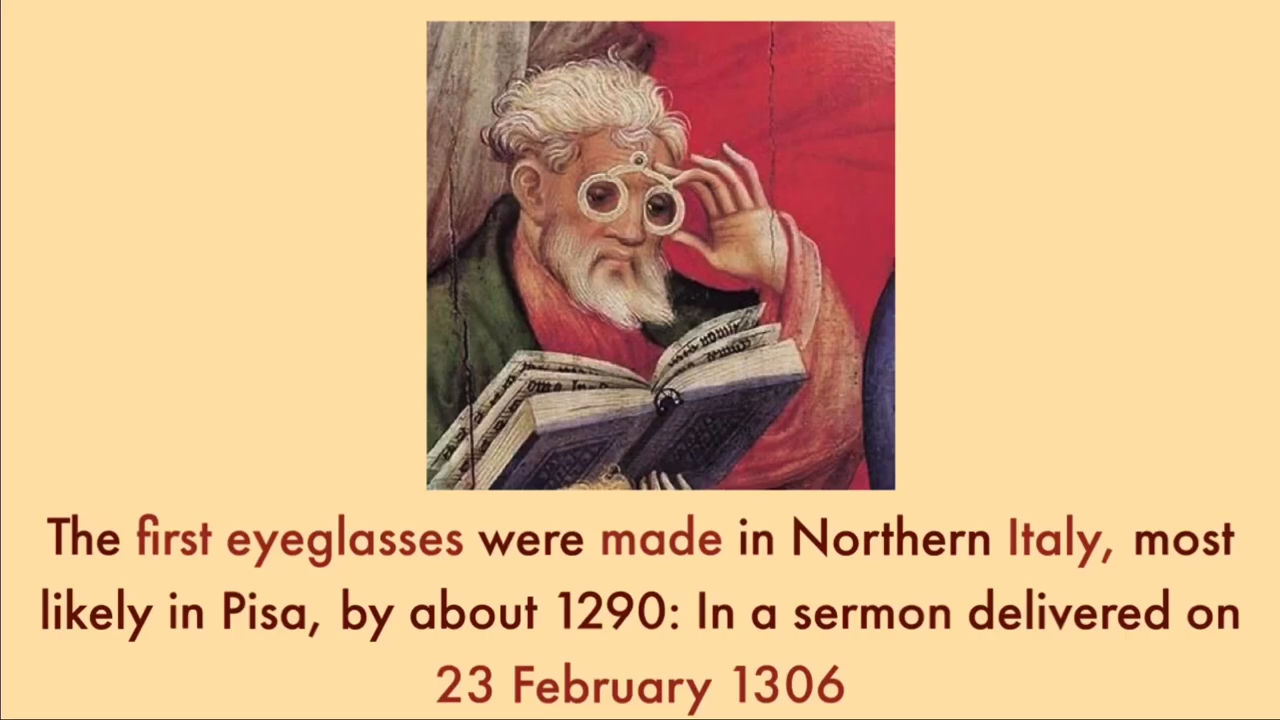 The first eyeglasses were made in Northern Italy, most
likely in Pisa, by about 1290: In a sermon delivered on
23 February 1306